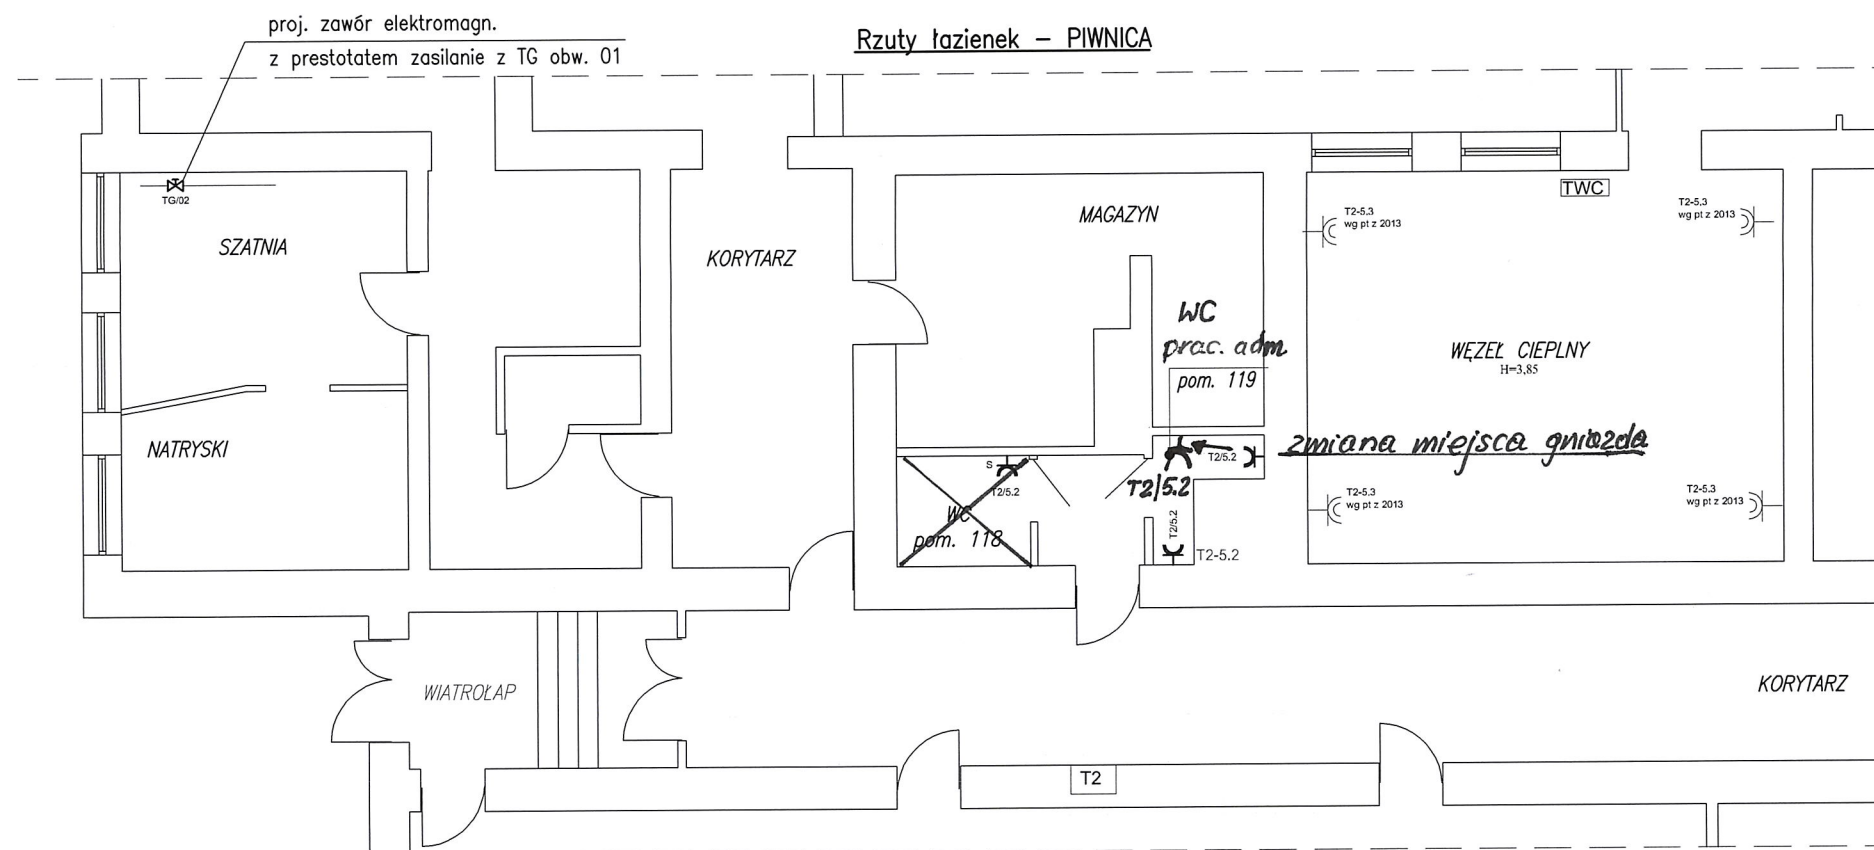 proj. zawór elektromagn.
z prestotatem zasilanie z TG obw. 01
Rzuty łazienek – PIWNICA
TG/02
SZATNIA
NATRYSKI
KORYTARZ
MAGAZYN
TWC
T2-5.3
wg pt z 2013
T2-5.3
wg pt z 2013
WC
prac. adm
pom. 119
WĘZEŁ CIEPLNY
H=3,85
zmiana miejsca gniazda
T2/5.2
T2/5.2
S
T2/5.2
WC
pom. 118
T2/5.2
T2-5.2
T2-5.3
wg pt z 2013
T2-5.3
wg pt z 2013
WIATROŁAP
KORYTARZ
T2